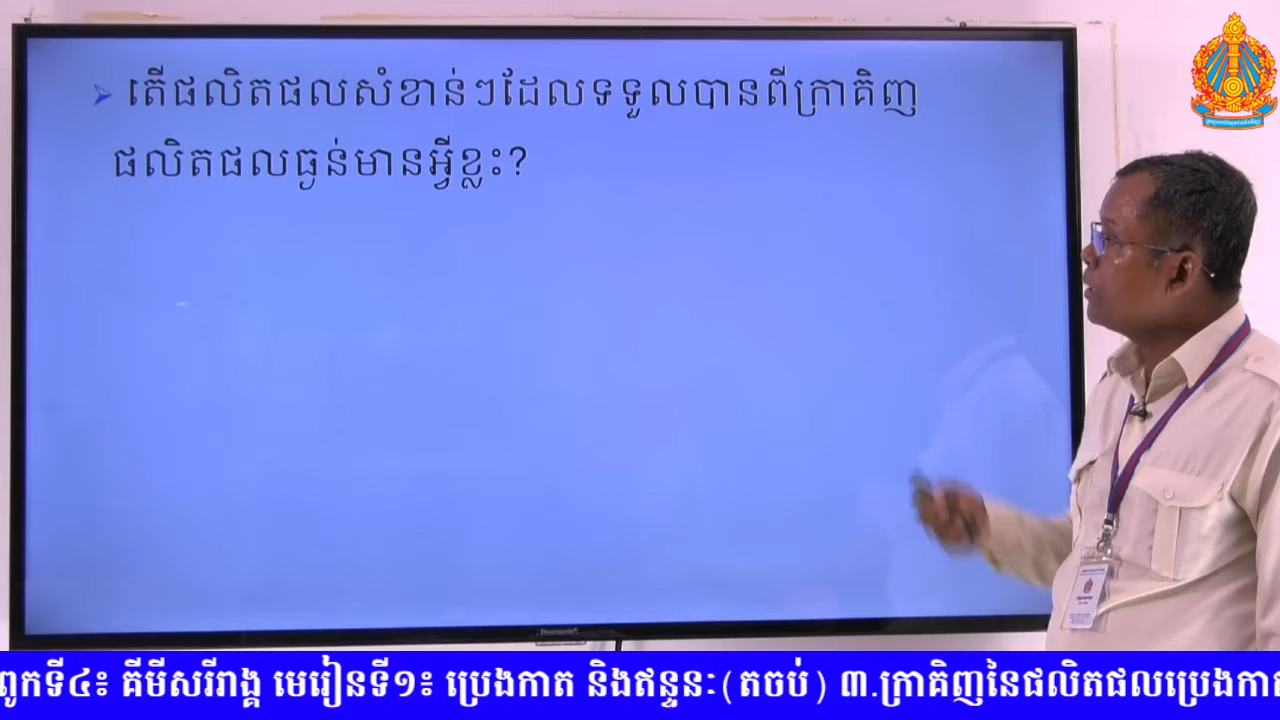 តើផលិតផលសំខាន់ៗដែលទទួលបានពីក្រាគិញ
ផលិតផលធ្ងន់មានអ្វីខ្លះ?
ពូកទី៤៖ គីមីសរីរាង្គ មេរៀនទី១៖ ប្រេងកាត និងឥន្ធនៈ(តចប់) ៣.ក្រាគិញនៃផលិតផលប្រេងកាត